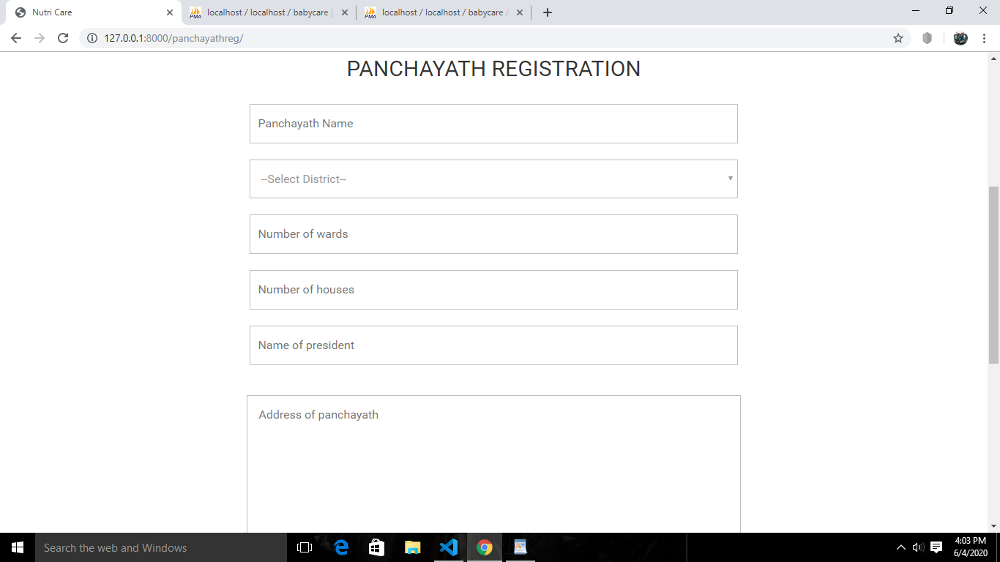 Nutri Care
localhost / localhost / babycare |
localhost / localhost / babycare /
127.0.0.1:8000/panchayathreg/
PANCHAYATH REGISTRATION
Panchayath Name
--Select District--
Number of wards
Number of houses
Name of president
Address of panchayath
Search the web and Windows
4:03 PM
6/4/2020